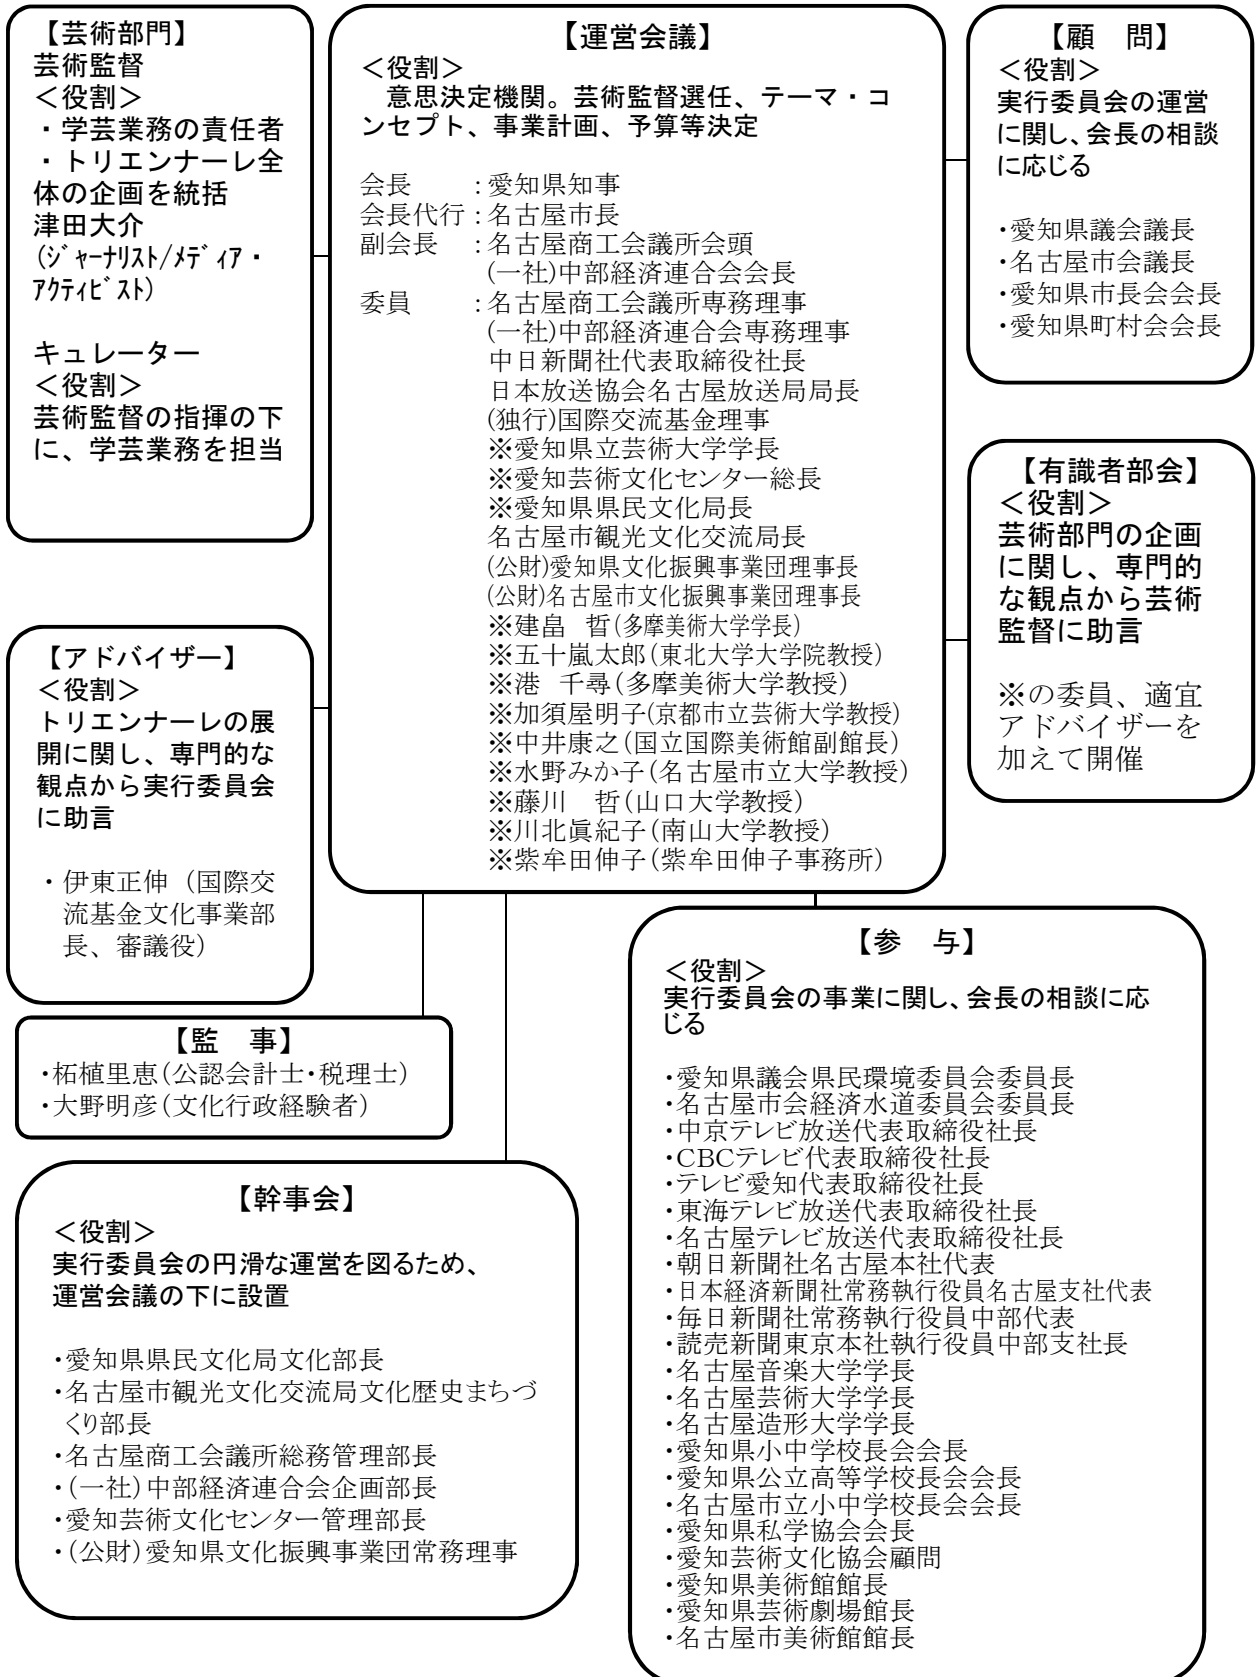 【芸術部門】
芸術監督
＜役割＞
・学芸業務の責任者
・トリエンナーレ全
体の企画を統括
津田大介
(ｼﾞｬｰﾅﾘｽﾄ/ﾒﾃﾞｨｱ・
ｱｸﾃｨﾋﾞｽﾄ)
キュレーター
＜役割＞
芸術監督の指揮の下
に、学芸業務を担当
【運営会議】
＜役割＞
意思決定機関。芸術監督選任、テーマ・コ
ンセプト、事業計画、予算等決定
会長　　：愛知県知事
会長代行：名古屋市長
副会長　：名古屋商工会議所会頭
(一社)中部経済連合会会長
委員　　：名古屋商工会議所専務理事
(一社)中部経済連合会専務理事
中日新聞社代表取締役社長
日本放送協会名古屋放送局局長
(独行)国際交流基金理事
※愛知県立芸術大学学長
※愛知芸術文化センター総長
※愛知県県民文化局長
名古屋市観光文化交流局長
(公財)愛知県文化振興事業団理事長
(公財)名古屋市文化振興事業団理事長
※建畠　哲(多摩美術大学学長)
※五十嵐太郎(東北大学大学院教授)
※港　千尋(多摩美術大学教授)
※加須屋明子(京都市立芸術大学教授)
※中井康之(国立国際美術館副館長)
※水野みか子(名古屋市立大学教授)
※藤川　哲(山口大学教授)
※川北眞紀子(南山大学教授)
※紫牟田伸子(紫牟田伸子事務所)
【顧　問】
＜役割＞
実行委員会の運営
に関し、会長の相談
に応じる
・愛知県議会議長
・名古屋市会議長
・愛知県市長会会長
・愛知県町村会会長
【有識者部会】
＜役割＞
芸術部門の企画
に関し、専門的
な観点から芸術
監督に助言
※の委員、適宜
アドバイザーを
加えて開催
【アドバイザー】
＜役割＞
トリエンナーレの展
開に関し、専門的な
観点から実行委員会
に助言
・伊東正伸（国際交
流基金文化事業部
長、審議役）
【監　事】
・柘植里恵(公認会計士・税理士)
・大野明彦(文化行政経験者)
【幹事会】
＜役割＞
実行委員会の円滑な運営を図るため、
運営会議の下に設置
・愛知県県民文化局文化部長
・名古屋市観光文化交流局文化歴史まちづ
くり部長
・名古屋商工会議所総務管理部長
・(一社)中部経済連合会企画部長
・愛知芸術文化センター管理部長
・(公財)愛知県文化振興事業団常務理事
【参　与】
＜役割＞
実行委員会の事業に関し、会長の相談に応
じる
・愛知県議会県民環境委員会委員長
・名古屋市会経済水道委員会委員長
・中京テレビ放送代表取締役社長
・CBCテレビ代表取締役社長
・テレビ愛知代表取締役社長
・東海テレビ放送代表取締役社長
・名古屋テレビ放送代表取締役社長
・朝日新聞社名古屋本社代表
・日本経済新聞社常務執行役員名古屋支社代表
・毎日新聞社常務執行役員中部代表
・読売新聞東京本社執行役員中部支社長
・名古屋音楽大学学長
・名古屋芸術大学学長
・名古屋造形大学学長
・愛知県小中学校長会会長
・愛知県公立高等学校長会会長
・名古屋市立小中学校長会会長
・愛知県私学協会会長
・愛知芸術文化協会顧問
・愛知県美術館館長
・愛知県芸術劇場館長
・名古屋市美術館館長